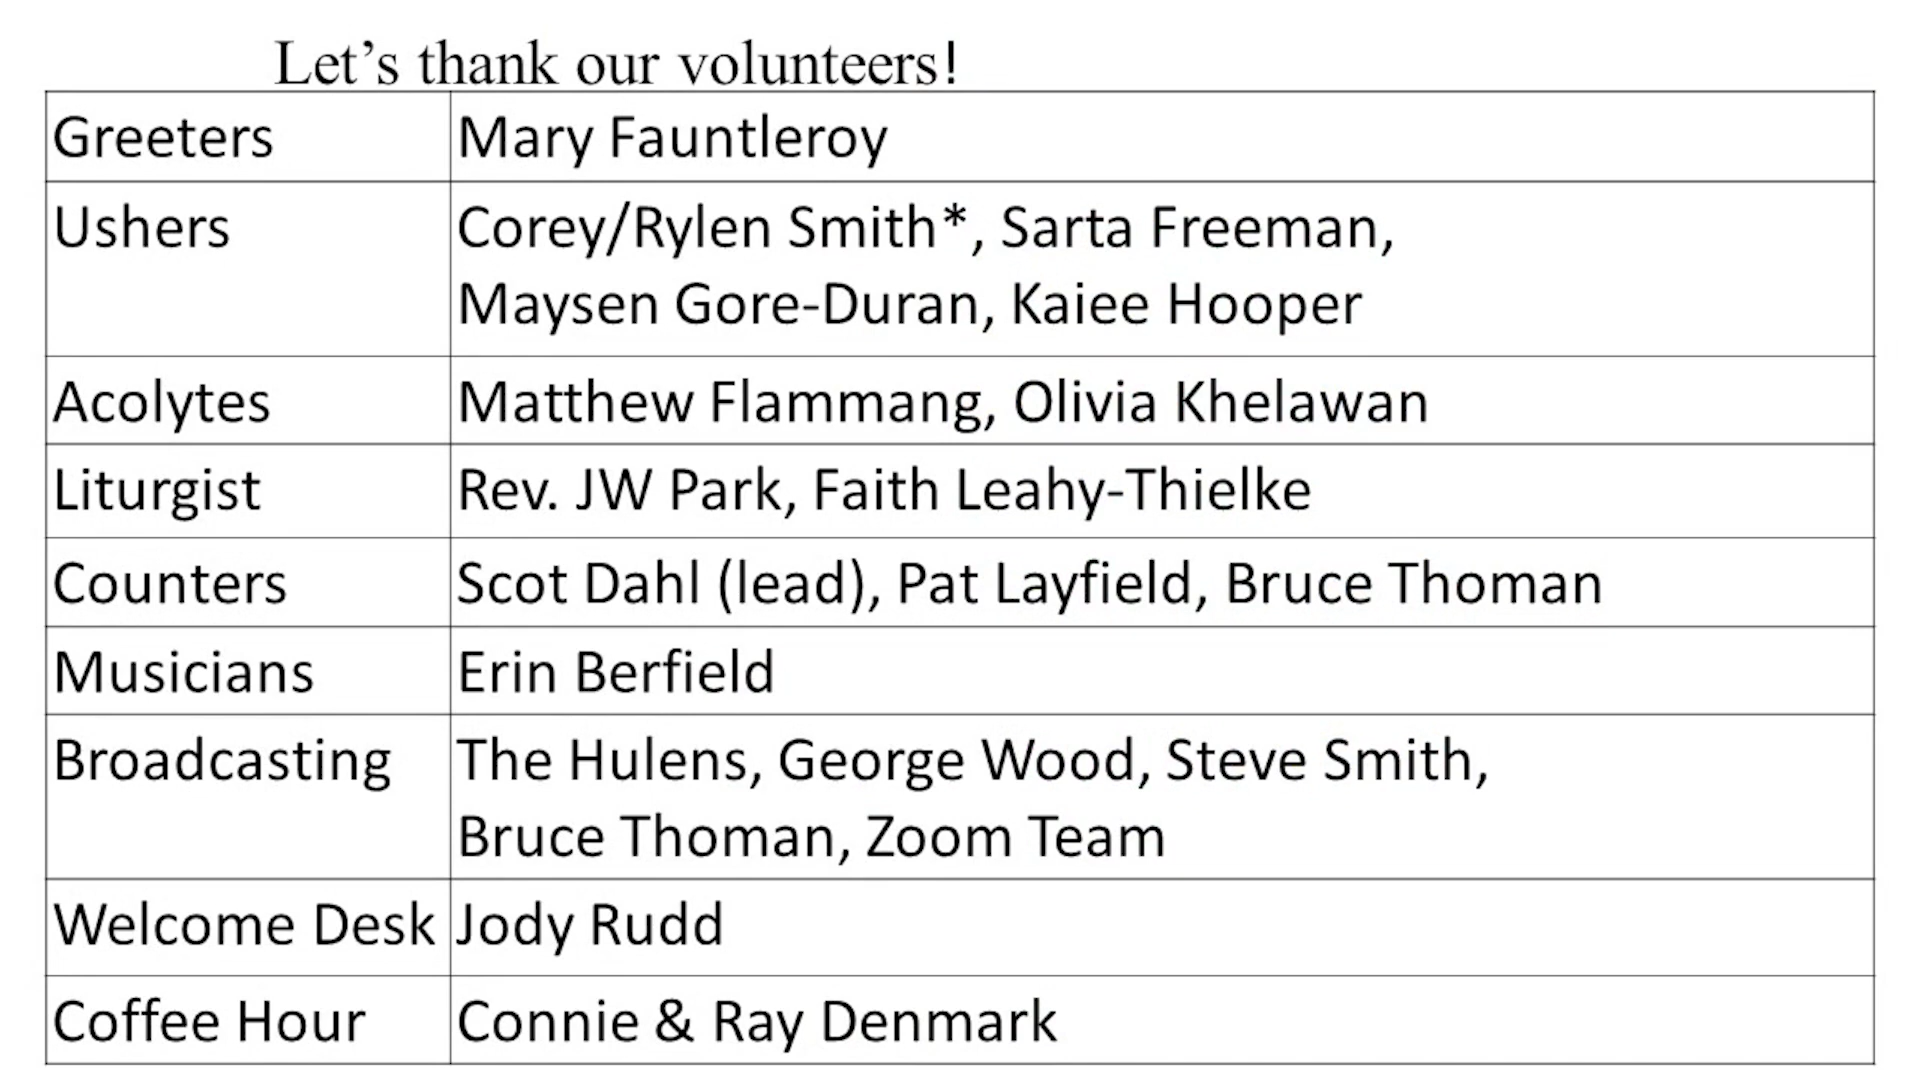 Let’s thank our volunteers!
Greeters Mary Fauntleroy
Ushers Corey/Rylen Smith*, Sarta Freeman,
Maysen Gore-Duran, Kaiee Hooper
Acolytes Matthew Flammang, Olivia Khelawan
Liturgist Rev. JW Park, Faith Leahy-Thielke
Counters Scot Dahl (lead), Pat Layfield, Bruce Thoman
Musicians Erin Berfield
Broadcasting The Hulens, George Wood, Steve Smith,
Bruce Thoman, Zoom Team
Welcome Desk Jody Rudd
Coffee Hour Connie & Ray Denmark